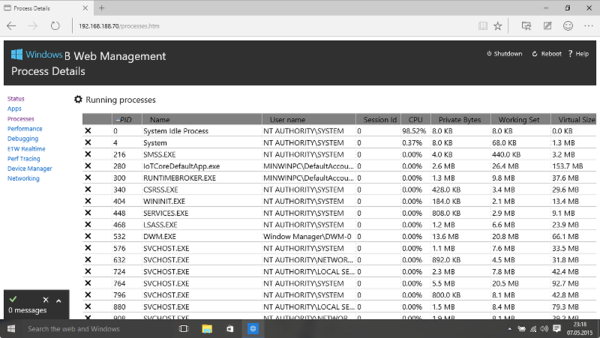 Process Details
192.168.188.70/processes.htm
Windows B Web Management
Shutdown Reboot ? Help
Process Details
Status
Apps
Processes
Performance
Debugging
ETW Realtime
Perf Tracing
Device Manager
Networking
Running processes
PID Name User name Session Id CPU Private Bytes Working Set Virtual Size
0 System Idle Process NT AUTHORITY\SYSTEM 0 98.52% 8.0 KB 8.0 KB 0.0 KB
4 System NT AUTHORITY\SYSTEM 0 0.37% 8.0 KB 68.0 KB 1.3 MB
216 SMSS.EXE NT AUTHORITY\SYSTEM 0 0.00% 4.0 KB 440.0 KB 3.2 MB
280 IoTCoreDefaultApp.exe MINWINPC\DefaultAccou... 0 0.00% 2.6 MB 26.4 MB 153.7 MB
300 RUNTIMEBROKER.EXE MINWINPC\DefaultAccou... 0 0.00% 1.3 MB 9.8 MB 37.6 MB
340 CSRSS.EXE NT AUTHORITY\SYSTEM 0 0.00% 428.0 KB 3.4 MB 29.6 MB
404 WININIT.EXE NT AUTHORITY\SYSTEM 0 0.00% 184.0 KB 2.1 MB 13.4 MB
448 SERVICES.EXE NT AUTHORITY\SYSTEM 0 0.00% 808.0 KB 2.9 MB 9.1 MB
468 LSASS.EXE NT AUTHORITY\SYSTEM 0 0.00% 1.2 MB 6.6 MB 23.9 MB
532 DWM.EXE Window Manager\DWM-0 0 0.00% 13.6 MB 20.8 MB 66.1 MB
576 SVCHOST.EXE NT AUTHORITY\SYSTEM 0 0.00% 1.1 MB 7.6 MB 33.5 MB
632 SVCHOST.EXE NT AUTHORITY\NETWOR... 0 0.00% 892.0 KB 4.5 MB 31.8 MB
724 SVCHOST.EXE NT AUTHORITY\LOCAL SE... 0 0.00% 2.3 MB 7.8 MB 42.4 MB
764 SVCHOST.EXE NT AUTHORITY\SYSTEM 0 0.00% 5.5 MB 20.5 MB 92.7 MB
796 SVCHOST.EXE NT AUTHORITY\SYSTEM 0 0.00% 800.0 KB 8.1 MB 42.8 MB
880 SVCHOST.EXE NT AUTHORITY\LOCAL SE... 0 0.00% 1.5 MB 8.4 MB 79.3 MB
908 SVCHOST.EXE NT AUTHORITY\NETWOR... 0 0.00% 1.9 MB 8.1 MB
0 messages
Search the web and Windows
23:18
07.05.2015